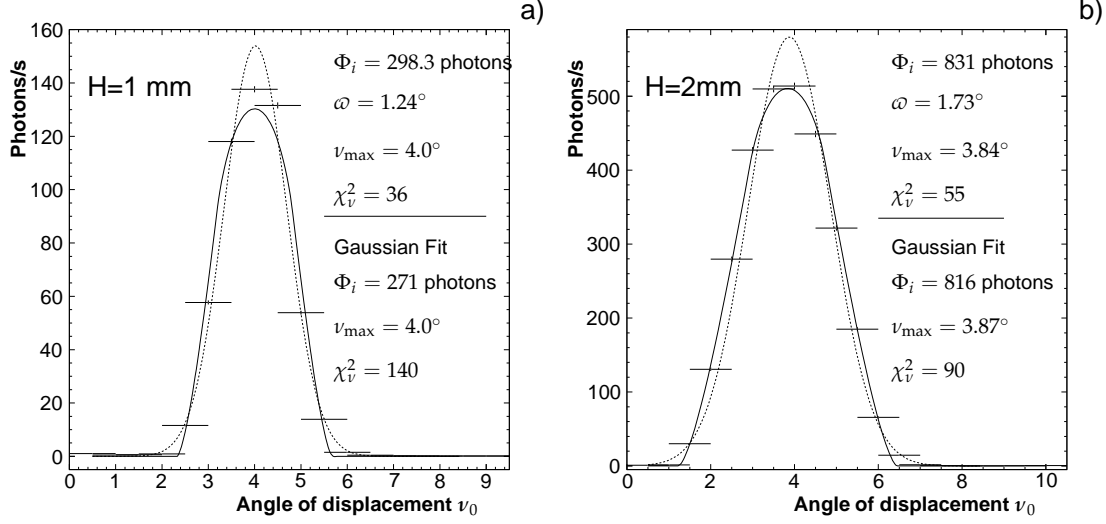 a)
H=1 mm
Φ_i = 298.3 photons
ϖ = 1.24°
ν_max = 4.0°
χ²_ν = 36
Gaussian Fit
Φ_i = 271 photons
ν_max = 4.0°
χ²_ν = 140
Photons/s
160
140
120
100
80
60
40
20
0
0 1 2 3 4 5 6 7 8 9
Angle of displacement ν₀
b)
H=2mm
Φ_i = 831 photons
ϖ = 1.73°
ν_max = 3.84°
χ²_ν = 55
Gaussian Fit
Φ_i = 816 photons
ν_max = 3.87°
χ²_ν = 90
Photons/s
500
400
300
200
100
0
0 2 4 6 8 10
Angle of displacement ν₀